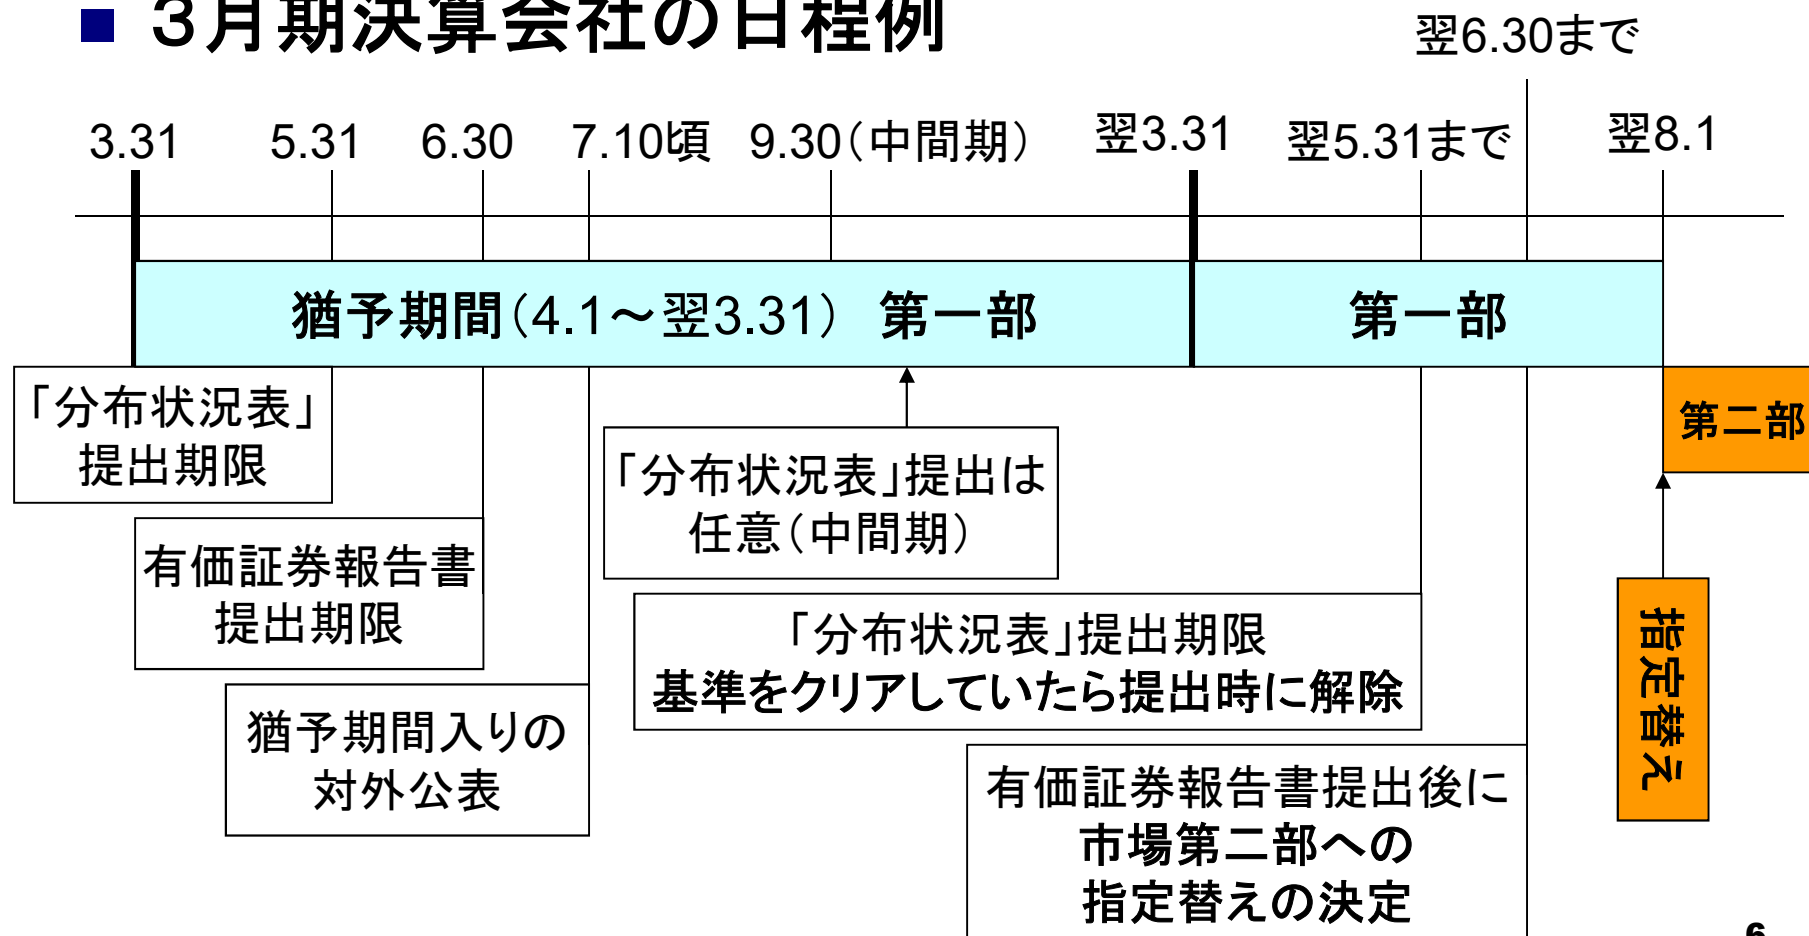 ■ ３月期決算会社の日程例
翌6.30まで
3.31
5.31
6.30
7.10頃
9.30（中間期）
翌3.31
翌5.31まで
翌8.1
猶予期間（4.1～翌3.31） 第一部
第一部
「分布状況表」
提出期限
第二部
「分布状況表」提出は
任意（中間期）
有価証券報告書
提出期限
「分布状況表」提出期限
基準をクリアしていたら提出時に解除
指定替え
猶予期間入りの
対外公表
有価証券報告書提出後に
市場第二部への
指定替えの決定
6